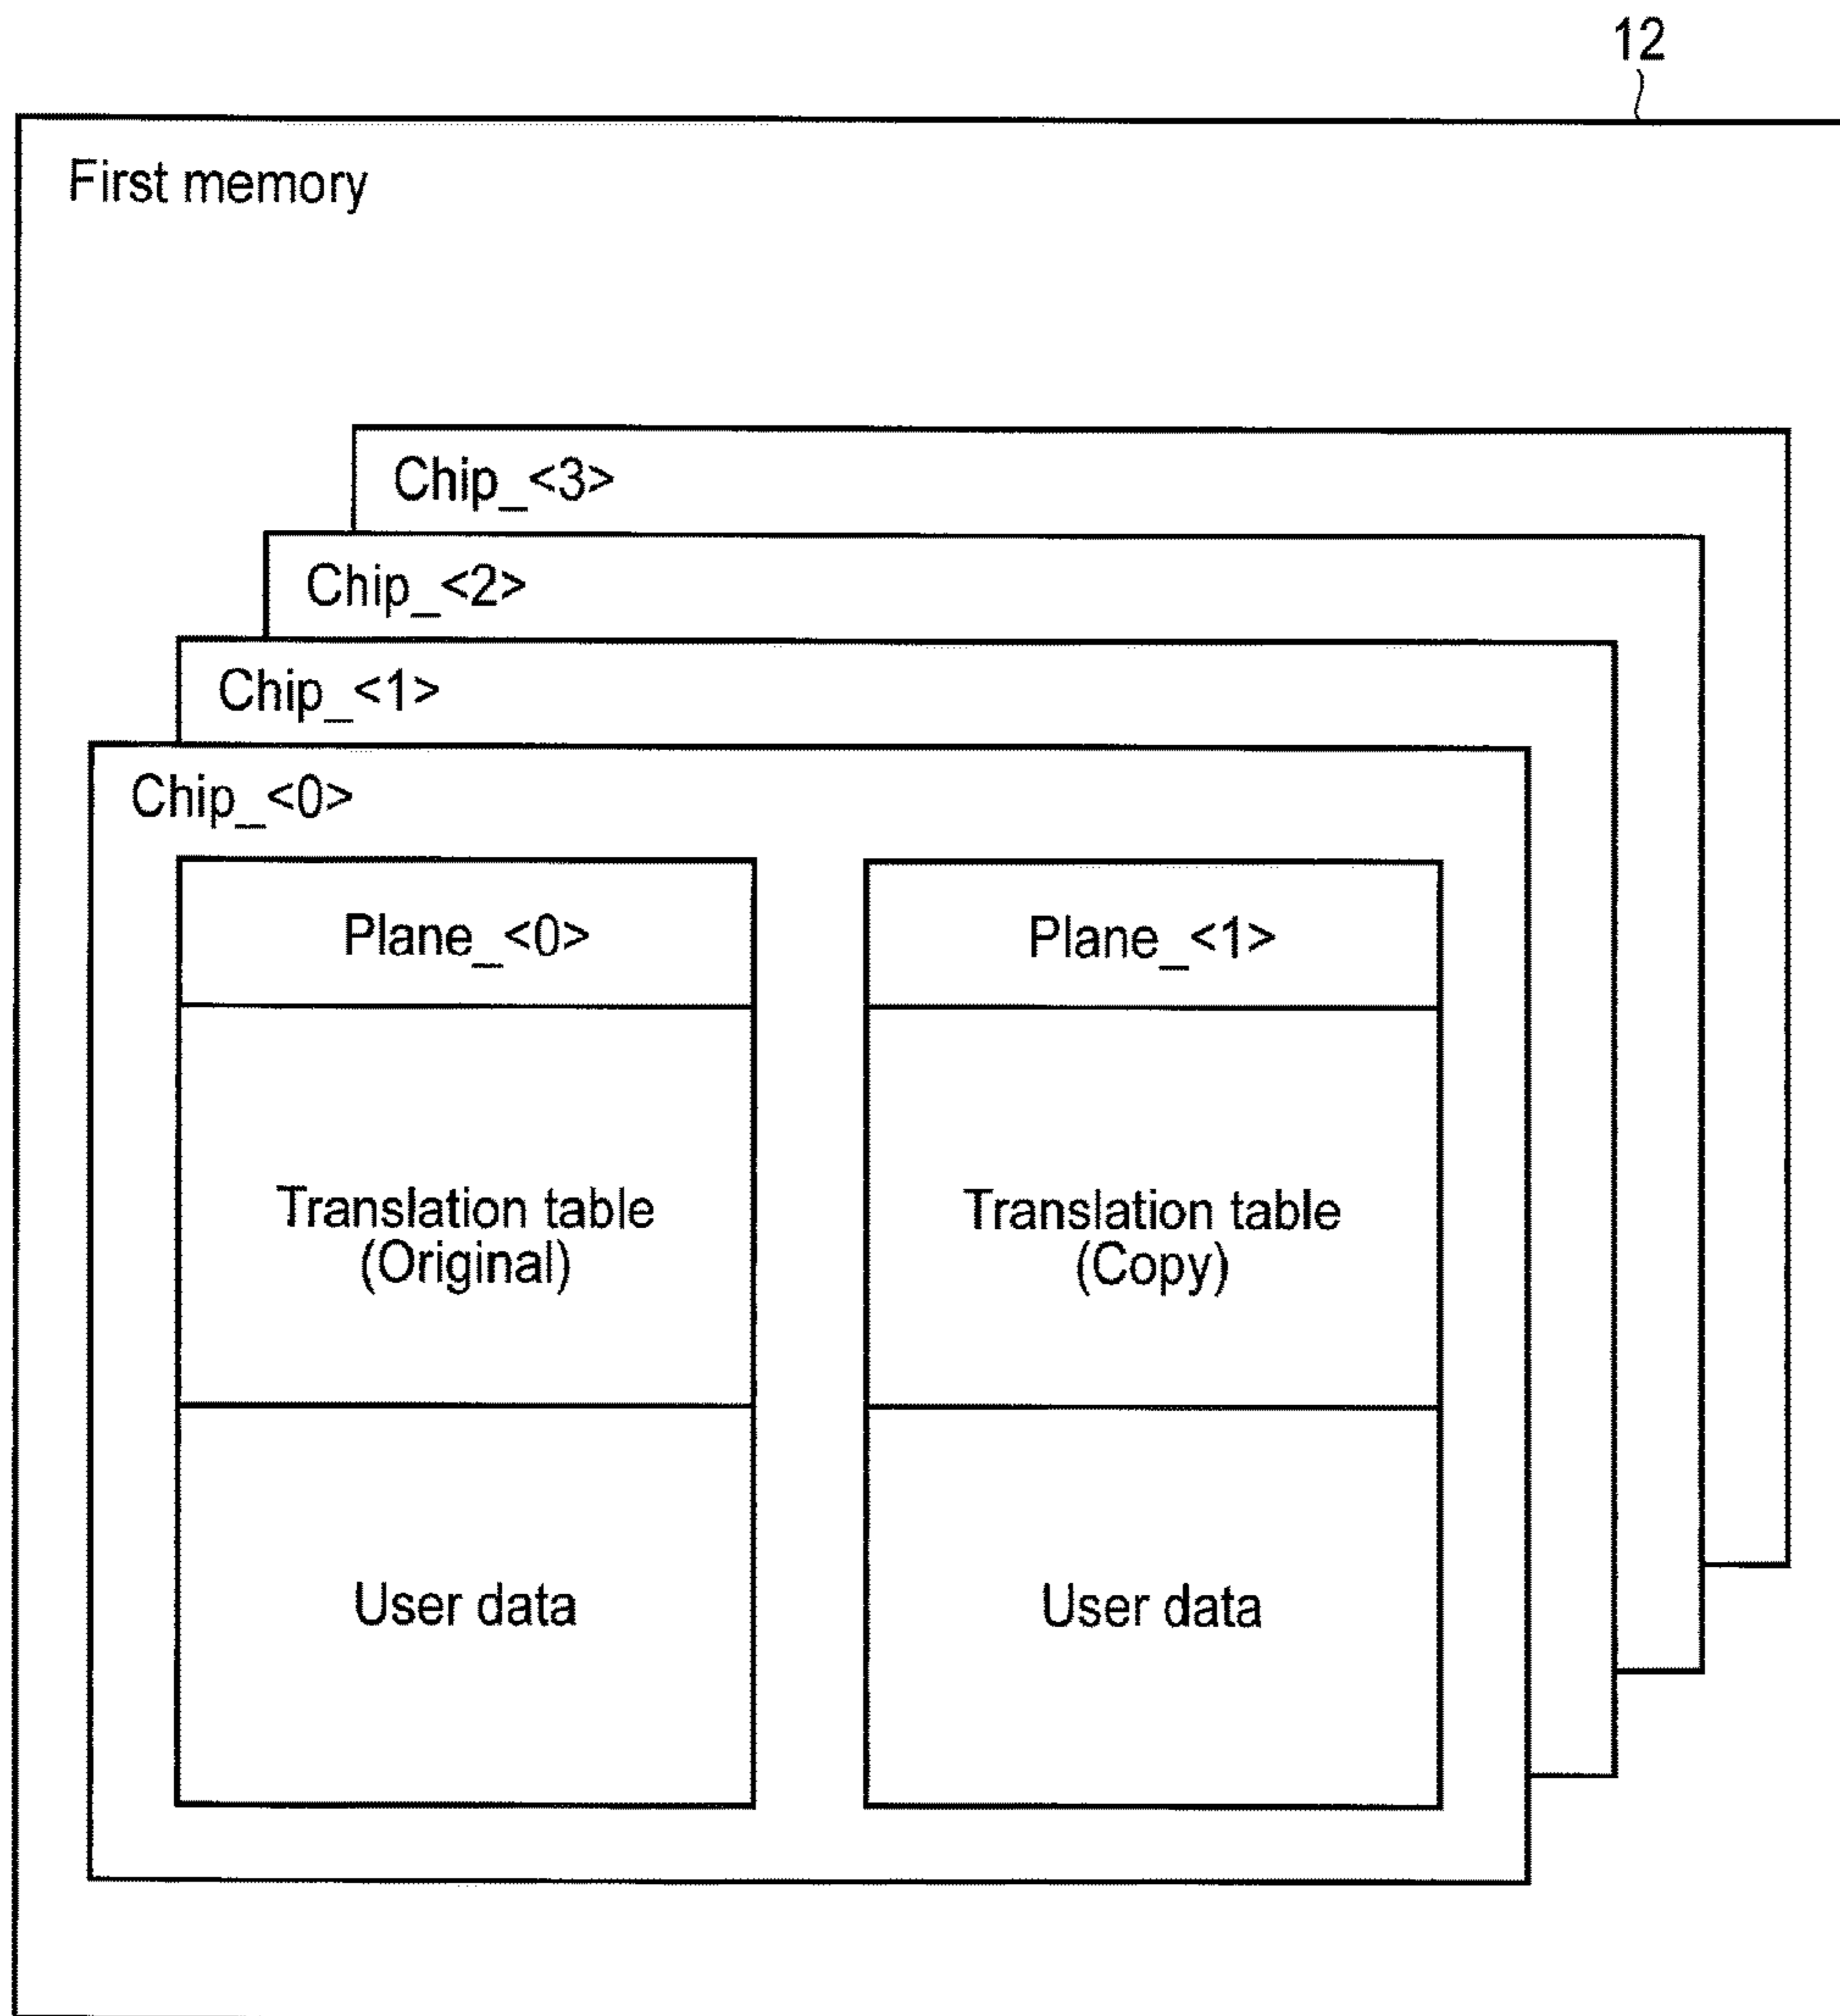 12
First memory
Chip_<3>
Chip_<2>
Chip_<1>
Chip_<0>
Plane_<0>
Plane_<1>
Translation table
(Original)
Translation table
(Copy)
User data
User data